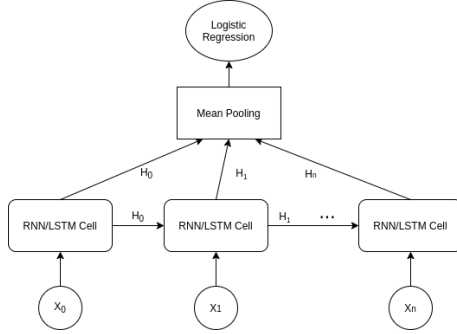 Logistic
Regression
Mean Pooling
H0
H1
Hn
RNN/LSTM Cell
H0
RNN/LSTM Cell
H1
...
RNN/LSTM Cell
X0
X1
Xn